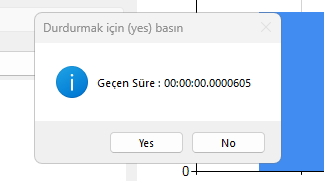 Durdurmak için (yes) basın
Geçen Süre : 00:00:00.0000605
Yes
No
0